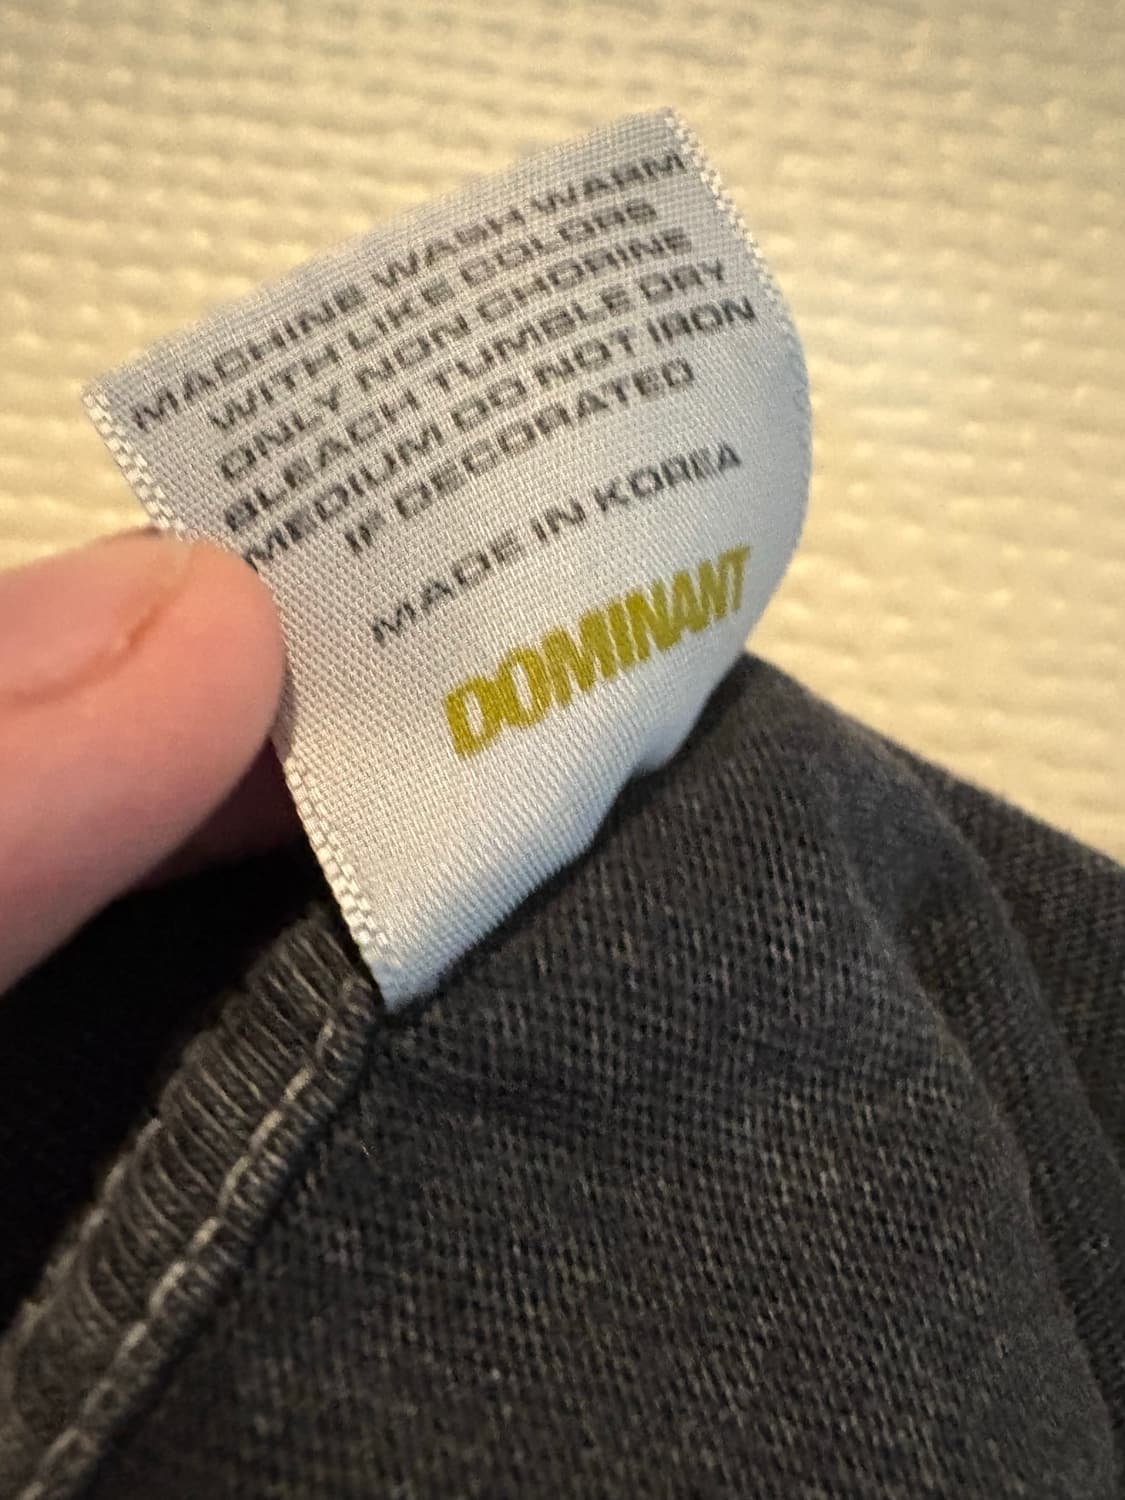 MACHINE WASH WARM
WITH LIKE COLORS
ONLY NON CHORINE
BLEACH TUMBLE DRY
MEDIUM DO NOT IRON
IF DECORATED
MADE IN KOREA
DOMINANT